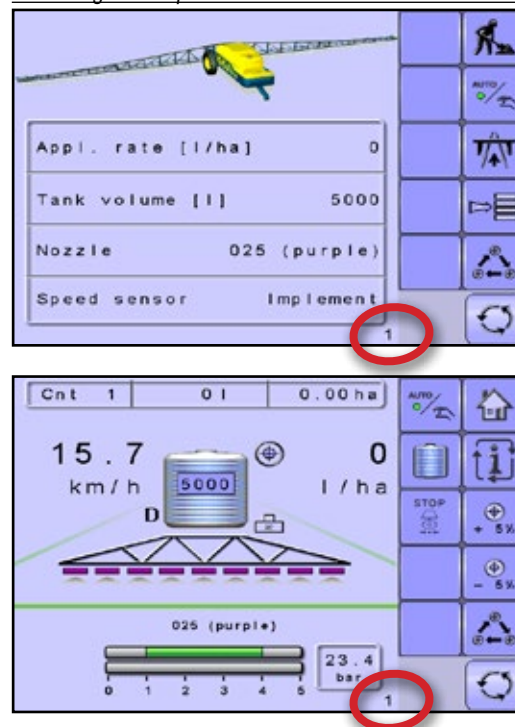 AUTO
Appl. rate [l/ha] 0
Tank volume [l] 5000
Nozzle 025 (purple)
Speed sensor Implement
1
Cnt 1 0 l 0.00ha
AUTO
15.7 0
km/h 5000 l/ha
D
STOP
+ 5%
- 5%
025 (purple)
23.4
bar
0 1 2 3 4 5
1